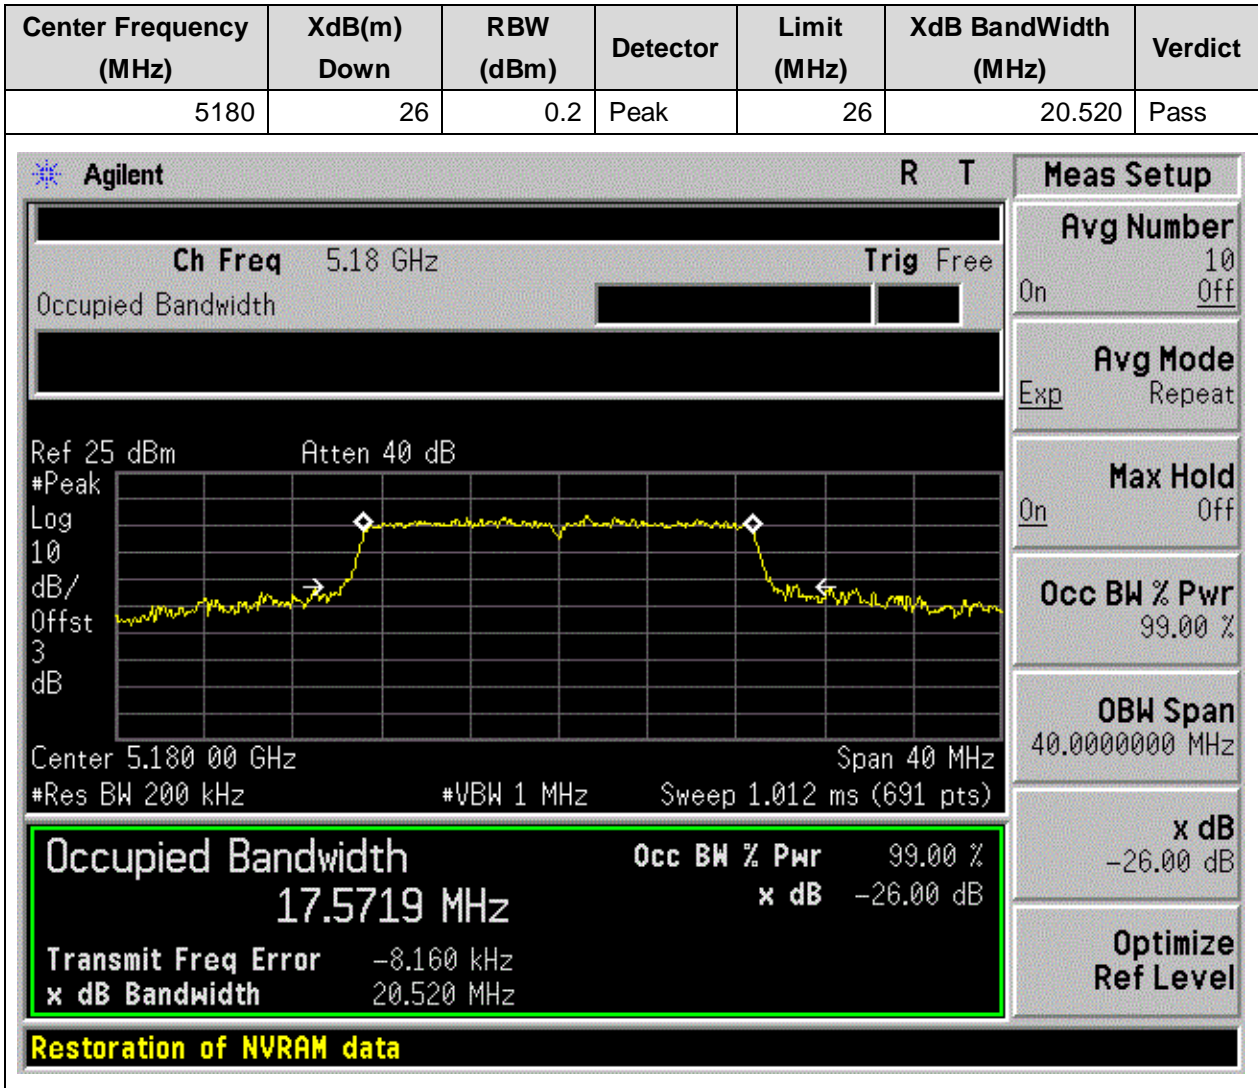 Center Frequency (MHz) XdB(m) Down RBW (dBm) Detector Limit (MHz) XdB BandWidth (MHz) Verdict
5180 26 0.2 Peak 26 20.520 Pass
Agilent R T
Ch Freq 5.18 GHz Trig Free
Occupied Bandwidth
Ref 25 dBm Atten 40 dB
#Peak
Log
10
dB/
Offst
3
dB
Center 5.180 00 GHz Span 40 MHz
#Res BW 200 kHz #VBW 1 MHz Sweep 1.012 ms (691 pts)
Occupied Bandwidth Occ BW % Pwr 99.00 %
17.5719 MHz x dB -26.00 dB
Transmit Freq Error -8.160 kHz
x dB Bandwidth 20.520 MHz
Restoration of NVRAM data
Meas Setup
Avg Number
10
On Off
Avg Mode
Exp Repeat
Max Hold
On Off
Occ BW % Pwr
99.00 %
OBW Span
40.0000000 MHz
x dB
-26.00 dB
Optimize
Ref Level